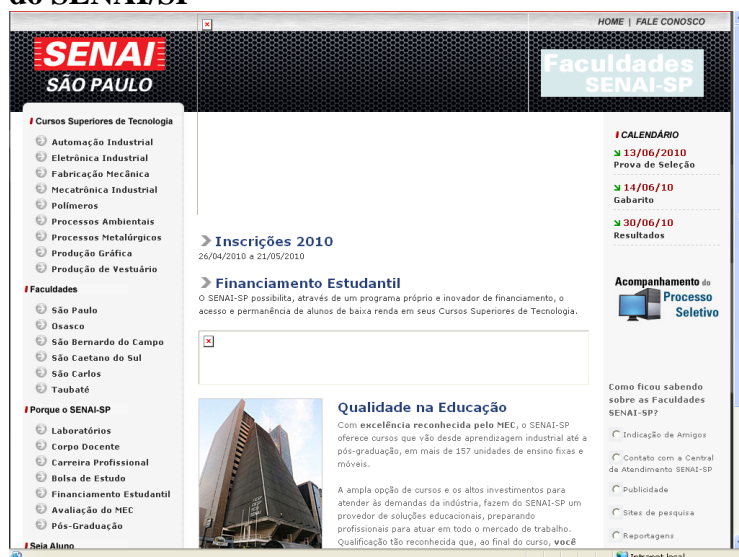 do SENAI/SP
HOME | FALE CONOSCO
SENAI
SÃO PAULO
Faculdades
SENAI-SP
Cursos Superiores de Tecnologia
Automação Industrial
Eletrônica Industrial
Fabricação Mecânica
Mecatrônica Industrial
Polímeros
Processos Ambientais
Processos Metalúrgicos
Produção Gráfica
Produção de Vestuário
Faculdades
São Paulo
Osasco
São Bernardo do Campo
São Caetano do Sul
São Carlos
Taubaté
Porque o SENAI-SP
Laboratórios
Corpo Docente
Carreira Profissional
Bolsa de Estudo
Financiamento Estudantil
Avaliação do MEC
Pós-Graduação
Seja Aluno
Inscrições 2010
26/04/2010 a 21/05/2010
Financiamento Estudantil
O SENAI-SP possibilita, através de um programa próprio e inovador de financiamento, o
acesso e permanência de alunos de baixa renda em seus Cursos Superiores de Tecnologia.
Qualidade na Educação
Com excelência reconhecida pelo MEC, o SENAI-SP
oferece cursos que vão desde aprendizagem industrial até a
pós-graduação, em mais de 157 unidades de ensino fixas e
móveis.
A ampla opção de cursos e os altos investimentos para
atender às demandas da indústria, fazem do SENAI-SP um
provedor de soluções educacionais, preparando
profissionais para atuar em todo o mercado de trabalho.
Qualificação tão reconhecida que, ao final do curso, você
CALENDÁRIO
13/06/2010
Prova de Seleção
14/06/10
Gabarito
30/06/10
Resultados
Acompanhamento do
Processo
Seletivo
Como ficou sabendo
sobre as Faculdades
SENAI-SP?
Indicação de Amigos
Contato com a Central
de Atendimento SENAI-SP
Publicidade
Sites de pesquisa
Reportagens
Intranet local